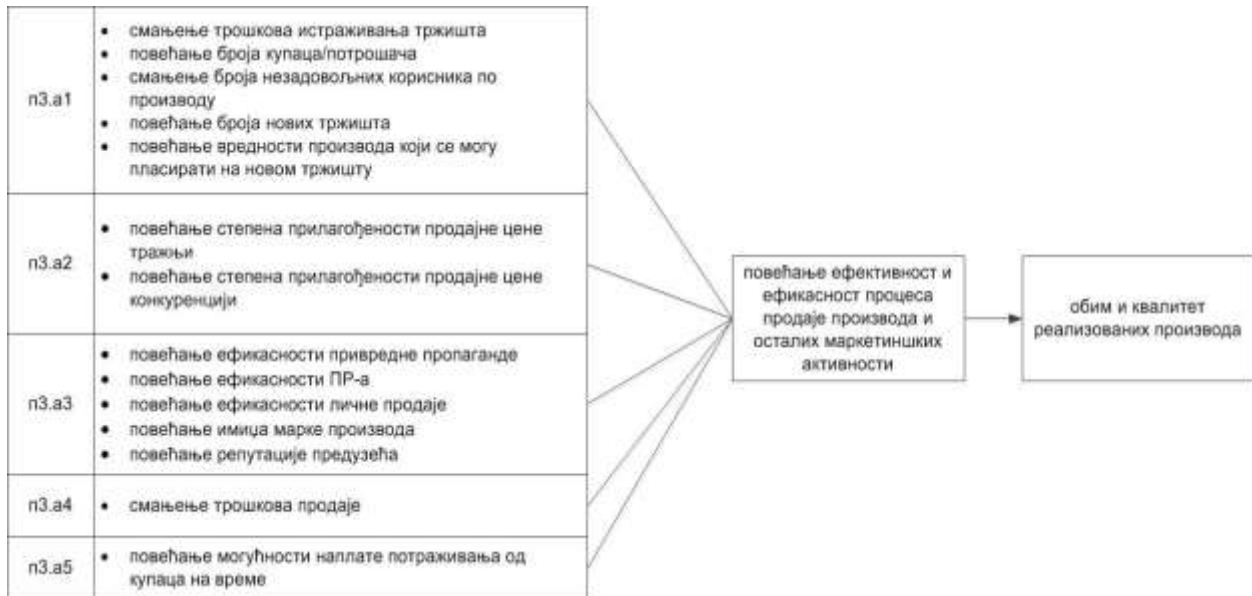 п3.а1
• смањење трошкова истраживања тржишта
• повећање броја купаца/потрошача
• смањење броја незадовољних корисника по
производу
• повећање броја нових тржишта
• повећање вредности производа који се могу
пласирати на новом тржишту
п3.а2
• повећање степена прилагођености продајне цене
тражњи
• повећање степена прилагођености продајне цене
конкуренцији
п3.а3
• повећање ефикасности привредне пропаганде
• повећање ефикасности ПР-а
• повећање ефикасности личне продаје
• повећање имиџа марке производа
• повећање репутације предузећа
п3.а4
• смањење трошкова продаје
п3.а5
• повећање могућности наплате потраживања од
купаца на време
повећање ефективност и
ефикасност процеса
продаје производа и
осталих маркетиншких
активности
обим и квалитет
реализованих производа